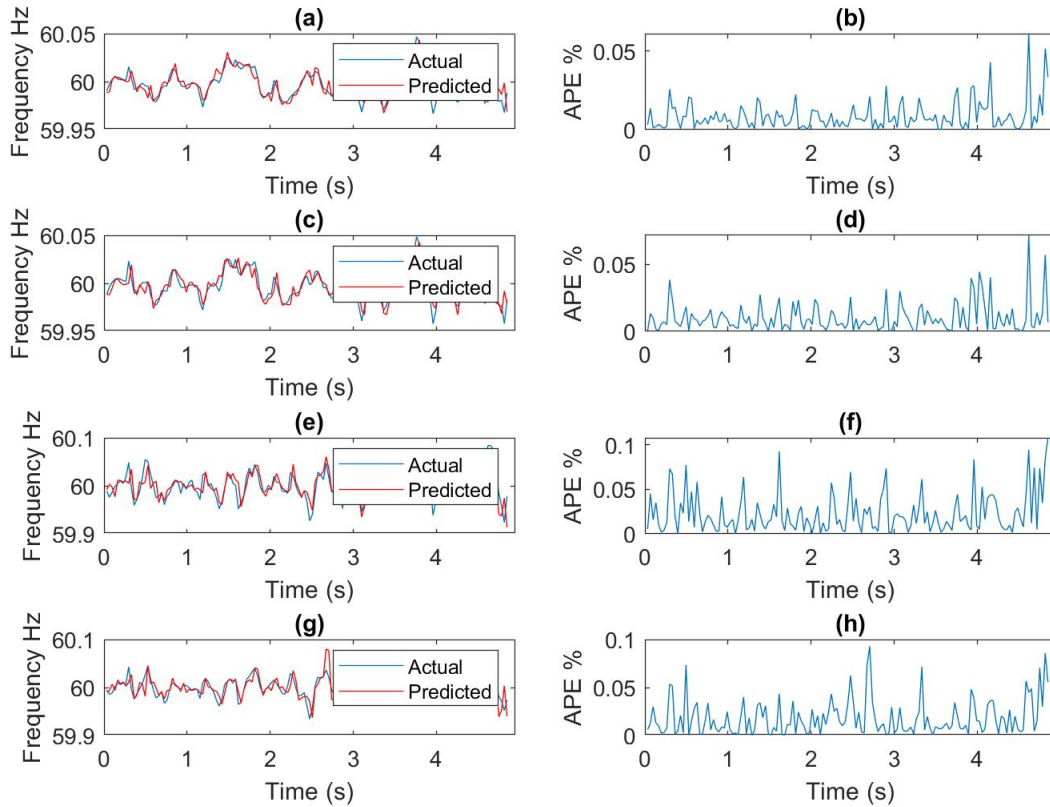 (a)
60.05
60
59.95
Frequency Hz
Actual
Predicted
0 1 2 3 4
Time (s)
(b)
0.05
0
APE %
0 1 2 3 4
Time (s)
(c)
60.05
60
59.95
Frequency Hz
Actual
Predicted
0 1 2 3 4
Time (s)
(d)
0.05
0
APE %
0 1 2 3 4
Time (s)
(e)
60.1
60
59.9
Frequency Hz
Actual
Predicted
0 1 2 3 4
Time (s)
(f)
0.1
0.05
0
APE %
0 1 2 3 4
Time (s)
(g)
60.1
60
59.9
Frequency Hz
Actual
Predicted
0 1 2 3 4
Time (s)
(h)
0.1
0.05
0
APE %
0 1 2 3 4
Time (s)